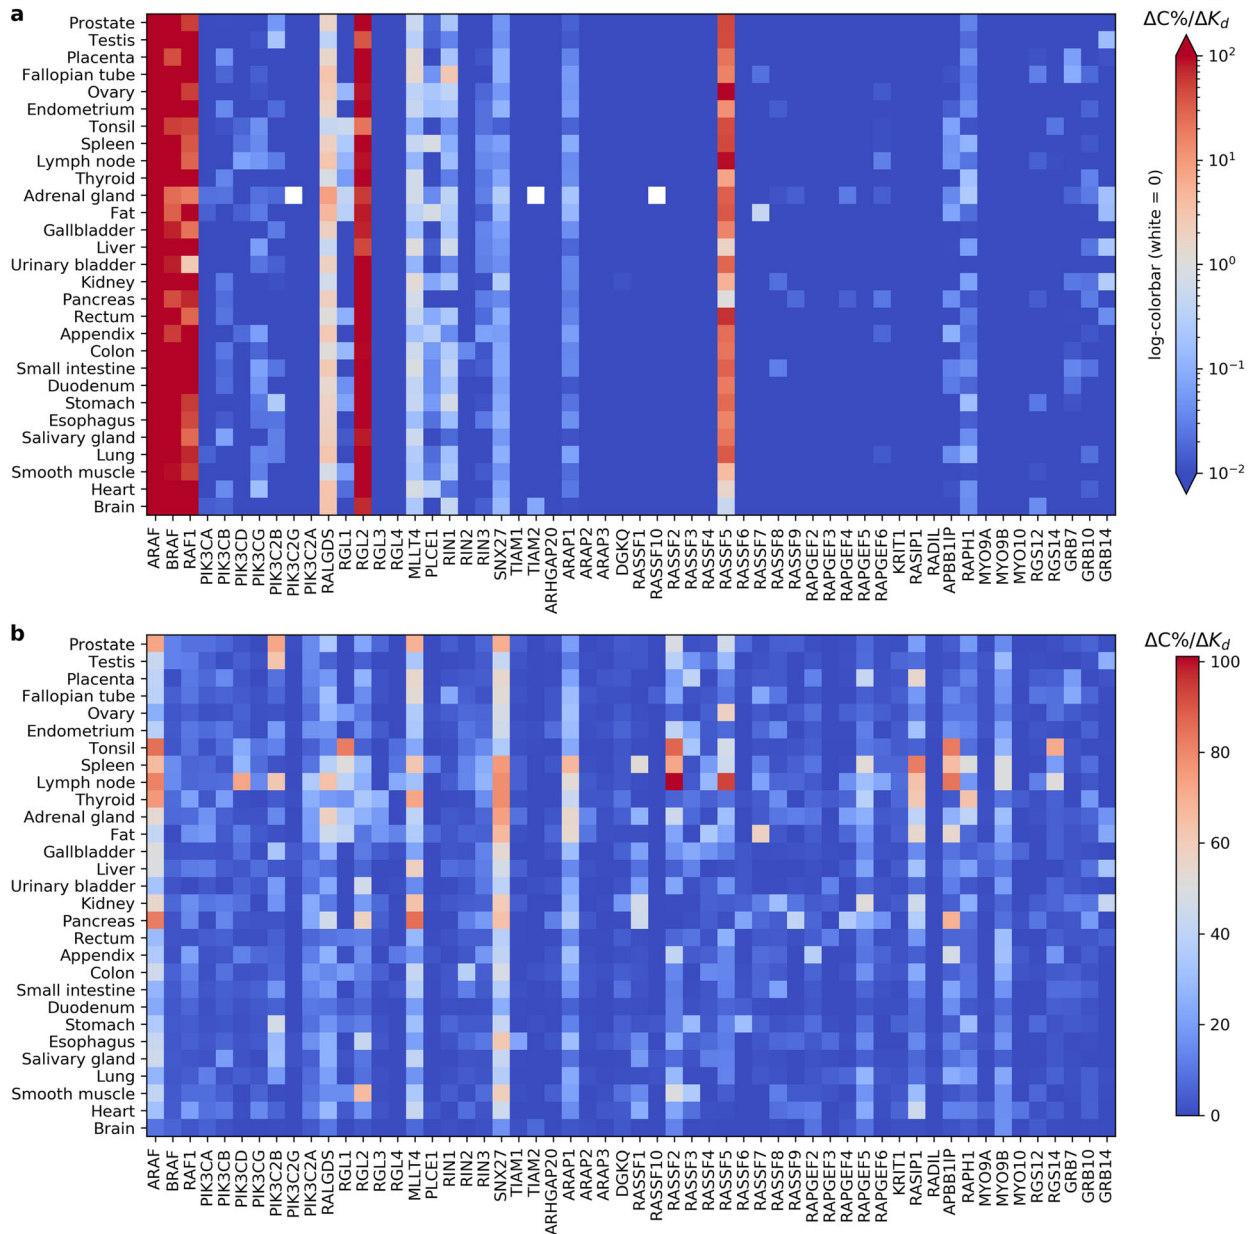 a
ΔC%/ΔKd
Prostate
Testis
Placenta
Fallopian tube
Ovary
Endometrium
Tonsil
Spleen
Lymph node
Thyroid
Adrenal gland
Fat
Gallbladder
Liver
Urinary bladder
Kidney
Pancreas
Rectum
Appendix
Colon
Small intestine
Duodenum
Stomach
Esophagus
Salivary gland
Lung
Smooth muscle
Heart
Brain
10²
10¹
10⁰
10⁻¹
10⁻²
log-colorbar (white = 0)
ARAF
BRAF
RAF1
PIK3CA
PIK3CB
PIK3CD
PIK3CG
PIK3C2B
PIK3C2G
PIK3C2A
RALGDS
RGL1
RGL2
RGL3
RGL4
MLLT4
PLCE1
RIN1
RIN2
RIN3
SNX27
TIAM1
TIAM2
ARHGAP20
ARAP1
ARAP2
ARAP3
DGKQ
RASSF1
RASSF10
RASSF2
RASSF3
RASSF4
RASSF5
RASSF6
RASSF7
RASSF8
RASSF9
RAPGEF2
RAPGEF3
RAPGEF4
RAPGEF5
RAPGEF6
KRIT1
RASIP1
RADIL
APBB1IP
RAPH1
MYO9A
MYO9B
MYO10
RGS12
RGS14
GRB7
GRB10
GRB14
b
ΔC%/ΔKd
Prostate
Testis
Placenta
Fallopian tube
Ovary
Endometrium
Tonsil
Spleen
Lymph node
Thyroid
Adrenal gland
Fat
Gallbladder
Liver
Urinary bladder
Kidney
Pancreas
Rectum
Appendix
Colon
Small intestine
Duodenum
Stomach
Esophagus
Salivary gland
Lung
Smooth muscle
Heart
Brain
100
80
60
40
20
0
ARAF
BRAF
RAF1
PIK3CA
PIK3CB
PIK3CD
PIK3CG
PIK3C2B
PIK3C2G
PIK3C2A
RALGDS
RGL1
RGL2
RGL3
RGL4
MLLT4
PLCE1
RIN1
RIN2
RIN3
SNX27
TIAM1
TIAM2
ARHGAP20
ARAP1
ARAP2
ARAP3
DGKQ
RASSF1
RASSF10
RASSF2
RASSF3
RASSF4
RASSF5
RASSF6
RASSF7
RASSF8
RASSF9
RAPGEF2
RAPGEF3
RAPGEF4
RAPGEF5
RAPGEF6
KRIT1
RASIP1
RADIL
APBB1IP
RAPH1
MYO9A
MYO9B
MYO10
RGS12
RGS14
GRB7
GRB10
GRB14